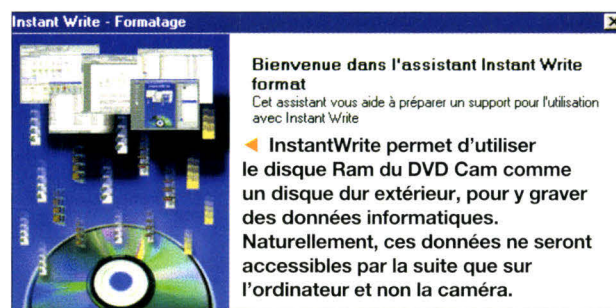 Instant Write - Formatage
Bienvenue dans l'assistant Instant Write
format
Cet assistant vous aide à préparer un support pour l'utilisation
avec Instant Write
◄ InstantWrite permet d'utiliser
le disque Ram du DVD Cam comme
un disque dur extérieur, pour y graver
des données informatiques.
Naturellement, ces données ne seront
accessibles par la suite que sur
l'ordinateur et non la caméra.